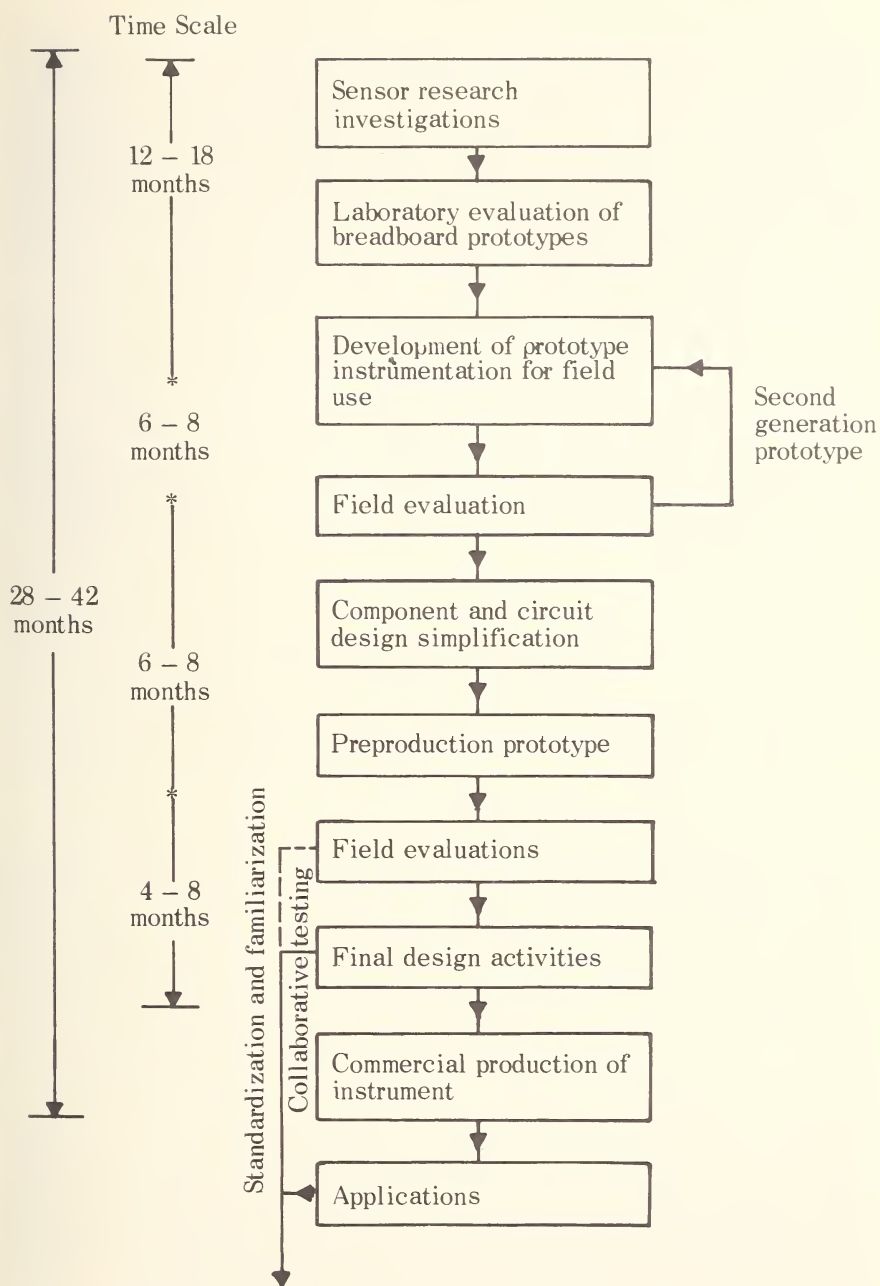 Time Scale
12 – 18
months
6 – 8
months
28 – 42
months
6 – 8
months
4 – 8
months
Sensor research
investigations
Laboratory evaluation of
breadboard prototypes
Development of prototype
instrumentation for field
use
Second
generation
prototype
Field evaluation
Component and circuit
design simplification
Preproduction prototype
Field evaluations
Final design activities
Commercial production of
instrument
Applications
Standardization and familiarization
Collaborative testing
*
*
*